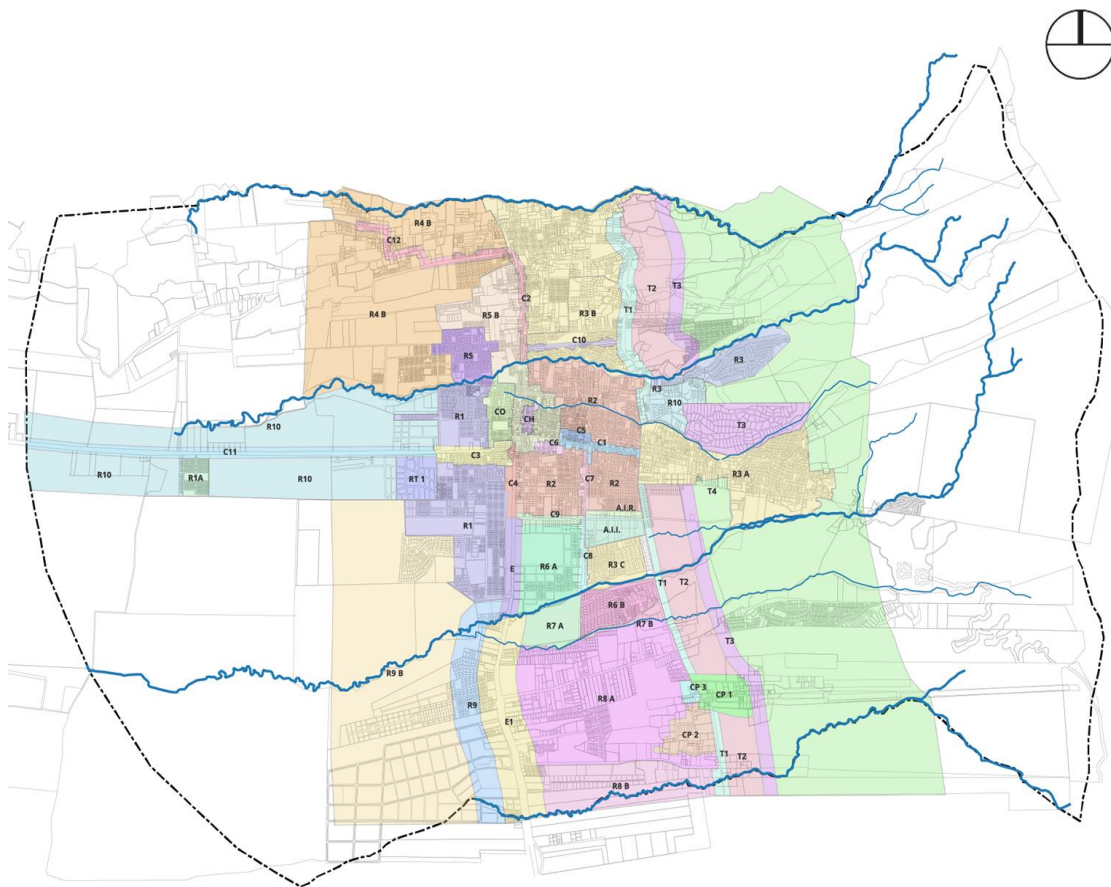 R4 B
C12
C2
T2
T3
T1
R4 B
R5 B
R3 B
C10
R5
R3
R3
R2
R10
CO
R1
CH
R10
T3
C5
C6
C1
C11
C3
R3 A
R10
R1A
R10
RT 1
C4
R2
C7
R2
T4
A.I.R.
C9
R1
A.I.I.
C8
E
R6 A
R3 C
T1
T2
R6 B
R7 A
R7 B
T3
R9 B
CP 3
CP 1
R8 A
R9
E1
CP 2
T1
T2
R8 B